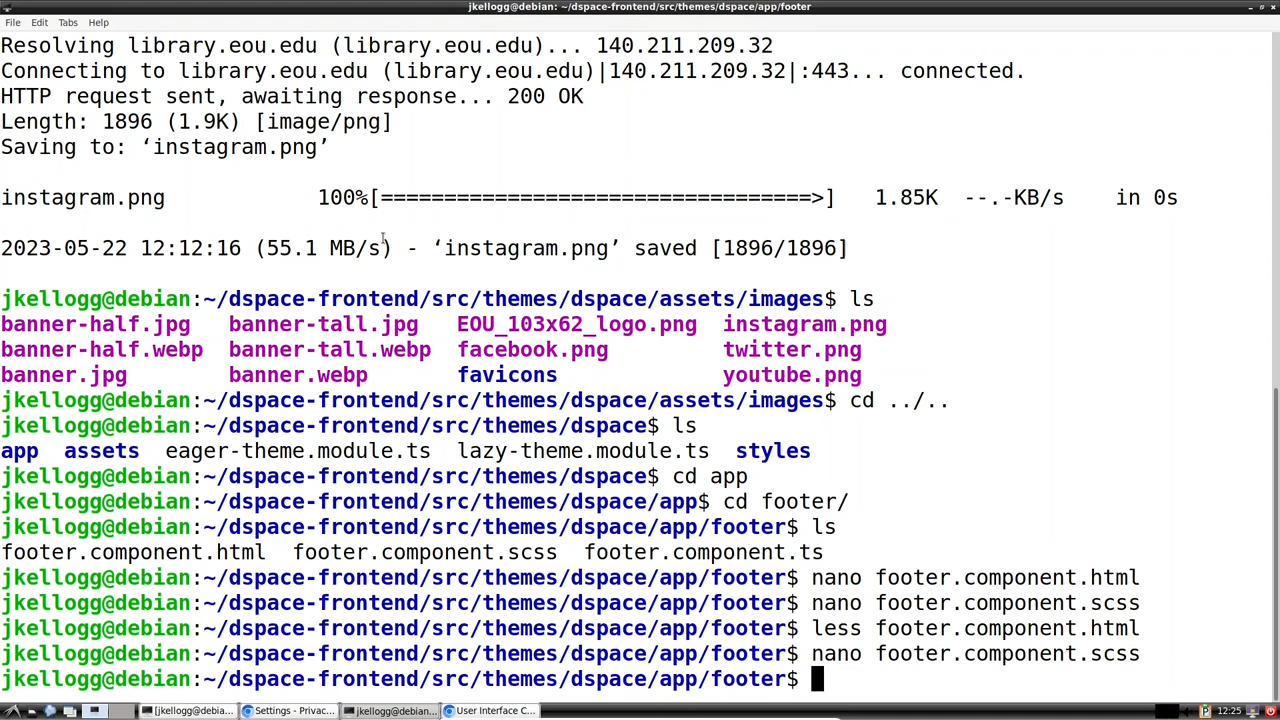 jkellogg@debian: ~/dspace-frontend/src/themes/dspace/app/footer
File Edit Tabs Help
Resolving library.eou.edu (library.eou.edu)... 140.211.209.32
Connecting to library.eou.edu (library.eou.edu)|140.211.209.32|:443... connected.
HTTP request sent, awaiting response... 200 OK
Length: 1896 (1.9K) [image/png]
Saving to: ‘instagram.png’
instagram.png 100%[==================================>] 1.85K --.-KB/s in 0s
2023-05-22 12:12:16 (55.1 MB/s) - ‘instagram.png’ saved [1896/1896]
jkellogg@debian:~/dspace-frontend/src/themes/dspace/assets/images$ ls
banner-half.jpg banner-tall.jpg EOU_103x62_logo.png instagram.png
banner-half.webp banner-tall.webp facebook.png twitter.png
banner.jpg banner.webp favicons youtube.png
jkellogg@debian:~/dspace-frontend/src/themes/dspace/assets/images$ cd ../..
jkellogg@debian:~/dspace-frontend/src/themes/dspace$ ls
app assets eager-theme.module.ts lazy-theme.module.ts styles
jkellogg@debian:~/dspace-frontend/src/themes/dspace$ cd app
jkellogg@debian:~/dspace-frontend/src/themes/dspace/app$ cd footer/
jkellogg@debian:~/dspace-frontend/src/themes/dspace/app/footer$ ls
footer.component.html footer.component.scss footer.component.ts
jkellogg@debian:~/dspace-frontend/src/themes/dspace/app/footer$ nano footer.component.html
jkellogg@debian:~/dspace-frontend/src/themes/dspace/app/footer$ nano footer.component.scss
jkellogg@debian:~/dspace-frontend/src/themes/dspace/app/footer$ less footer.component.html
jkellogg@debian:~/dspace-frontend/src/themes/dspace/app/footer$ nano footer.component.scss
jkellogg@debian:~/dspace-frontend/src/themes/dspace/app/footer$
[jkellogg@debia... Settings - Privac... jkellogg@debian... User Interface C... 12:25